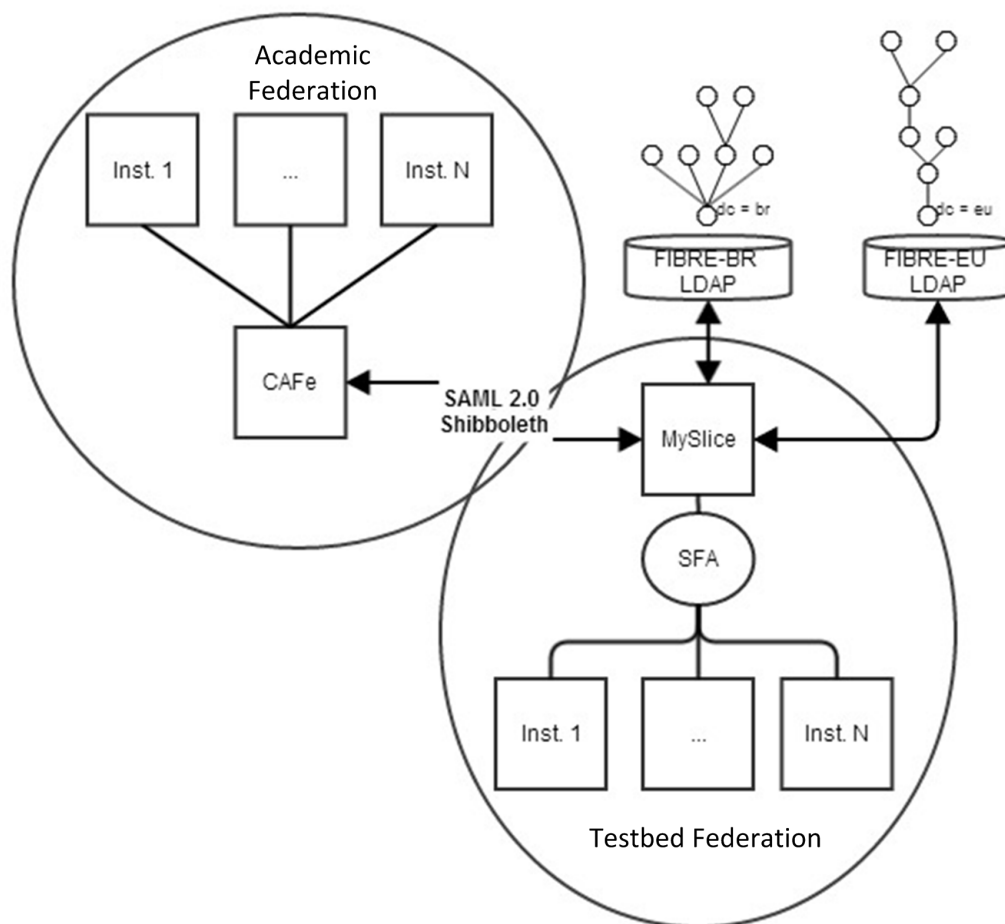 Academic
Federation
Inst. 1
...
Inst. N
dc = br
dc = eu
FIBRE-BR
LDAP
FIBRE-EU
LDAP
CAFe
SAML 2.0
Shibboleth
MySlice
SFA
Inst. 1
...
Inst. N
Testbed Federation